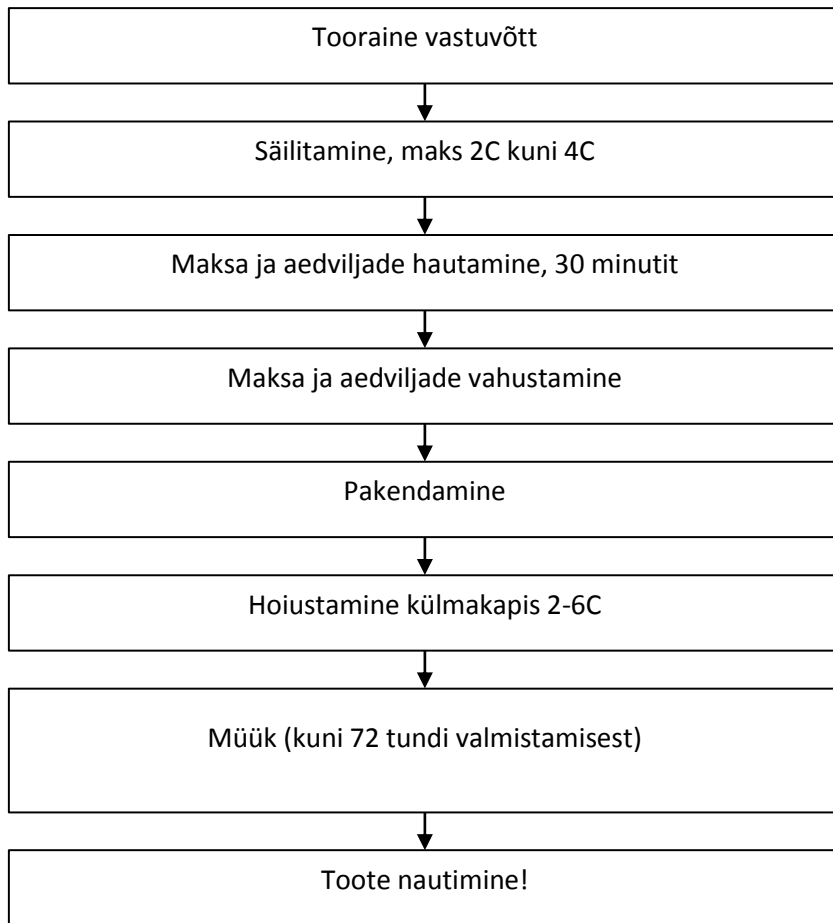 Tooraine vastuvõtt
Säilitamine, maks 2C kuni 4C
Maksa ja aedviljade hautamine, 30 minutit
Maksa ja aedviljade vahustamine
Pakendamine
Hoiustamine külmakapis 2-6C
Müük (kuni 72 tundi valmistamisest)
Toote nautimine!